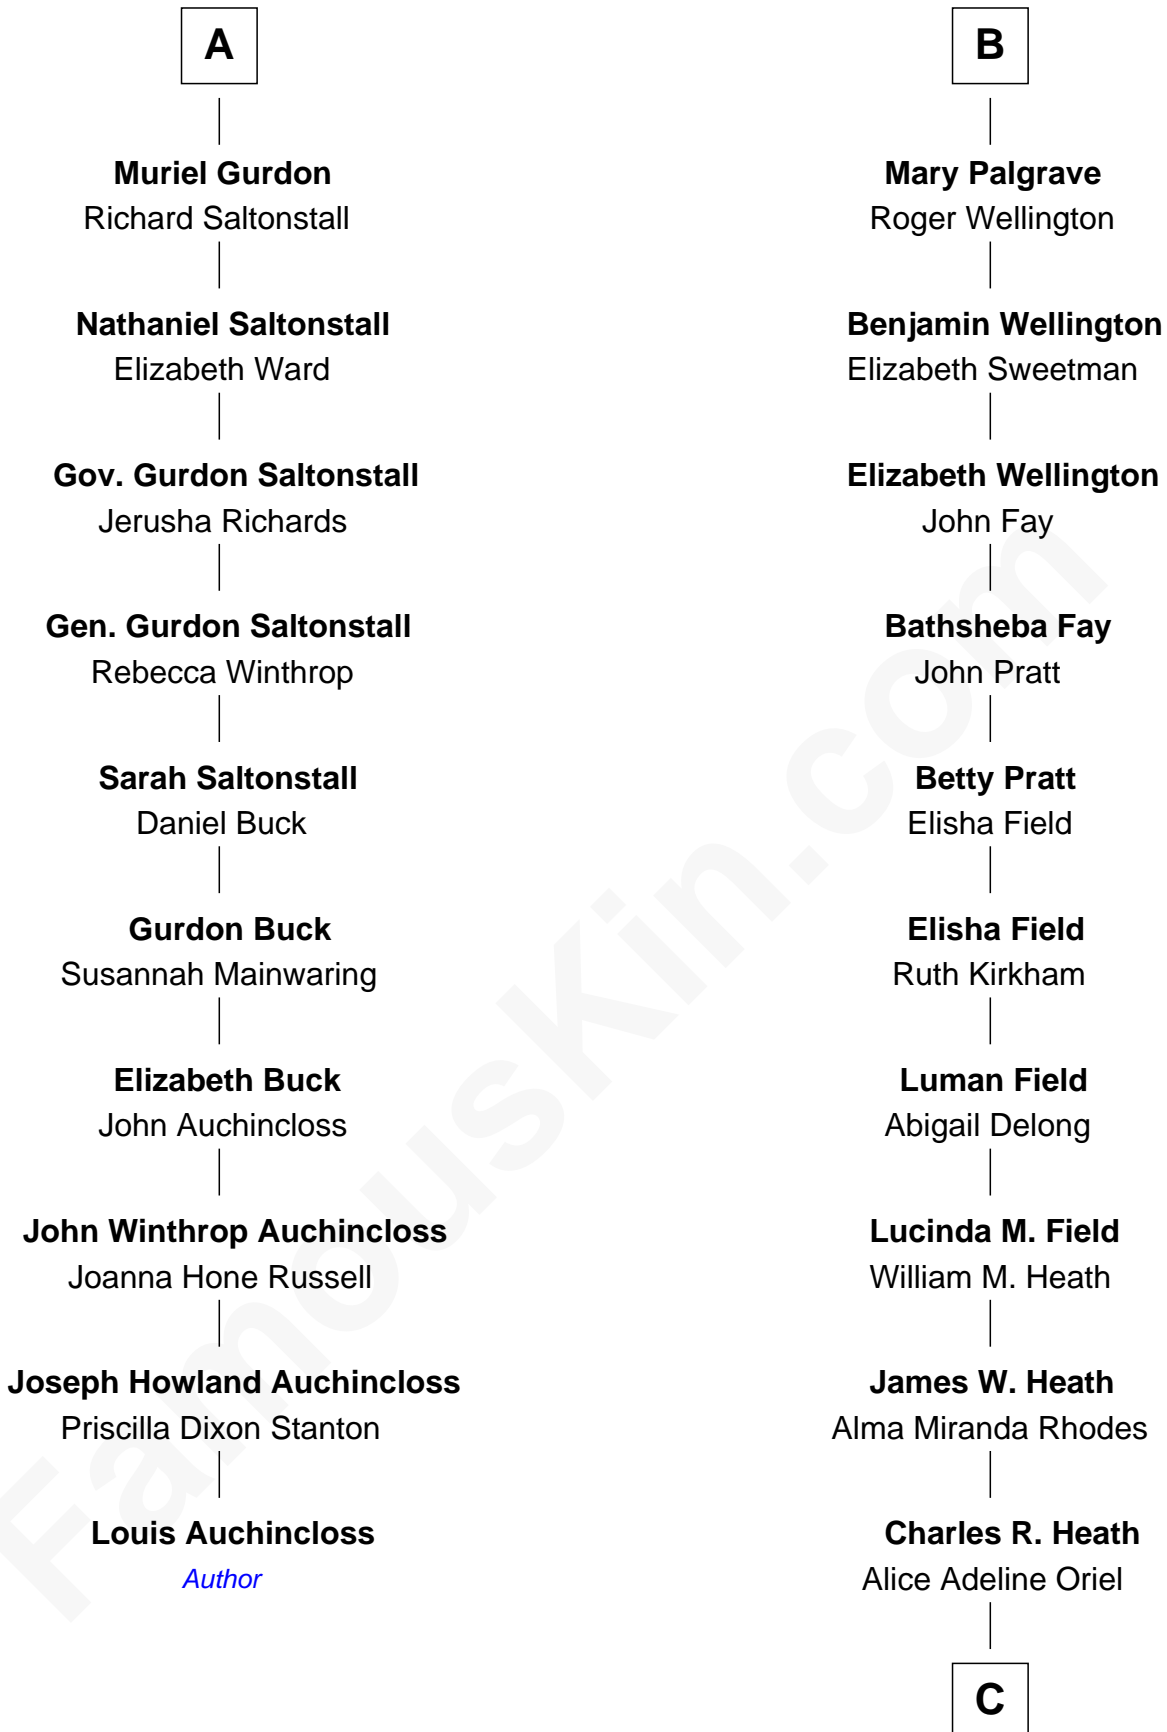 A
Muriel Gurdon
Richard Saltonstall
Nathaniel Saltonstall
Elizabeth Ward
Gov. Gurdon Saltonstall
Jerusha Richards
Gen. Gurdon Saltonstall
Rebecca Winthrop
Sarah Saltonstall
Daniel Buck
Gurdon Buck
Susannah Mainwaring
Elizabeth Buck
John Auchincloss
John Winthrop Auchincloss
Joanna Hone Russell
Joseph Howland Auchincloss
Priscilla Dixon Stanton
Louis Auchincloss
Author
B
Mary Palgrave
Roger Wellington
Benjamin Wellington
Elizabeth Sweetman
Elizabeth Wellington
John Fay
Bathsheba Fay
John Pratt
Betty Pratt
Elisha Field
Elisha Field
Ruth Kirkham
Luman Field
Abigail Delong
Lucinda M. Field
William M. Heath
James W. Heath
Alma Miranda Rhodes
Charles R. Heath
Alice Adeline Oriel
C
FamousKin.com